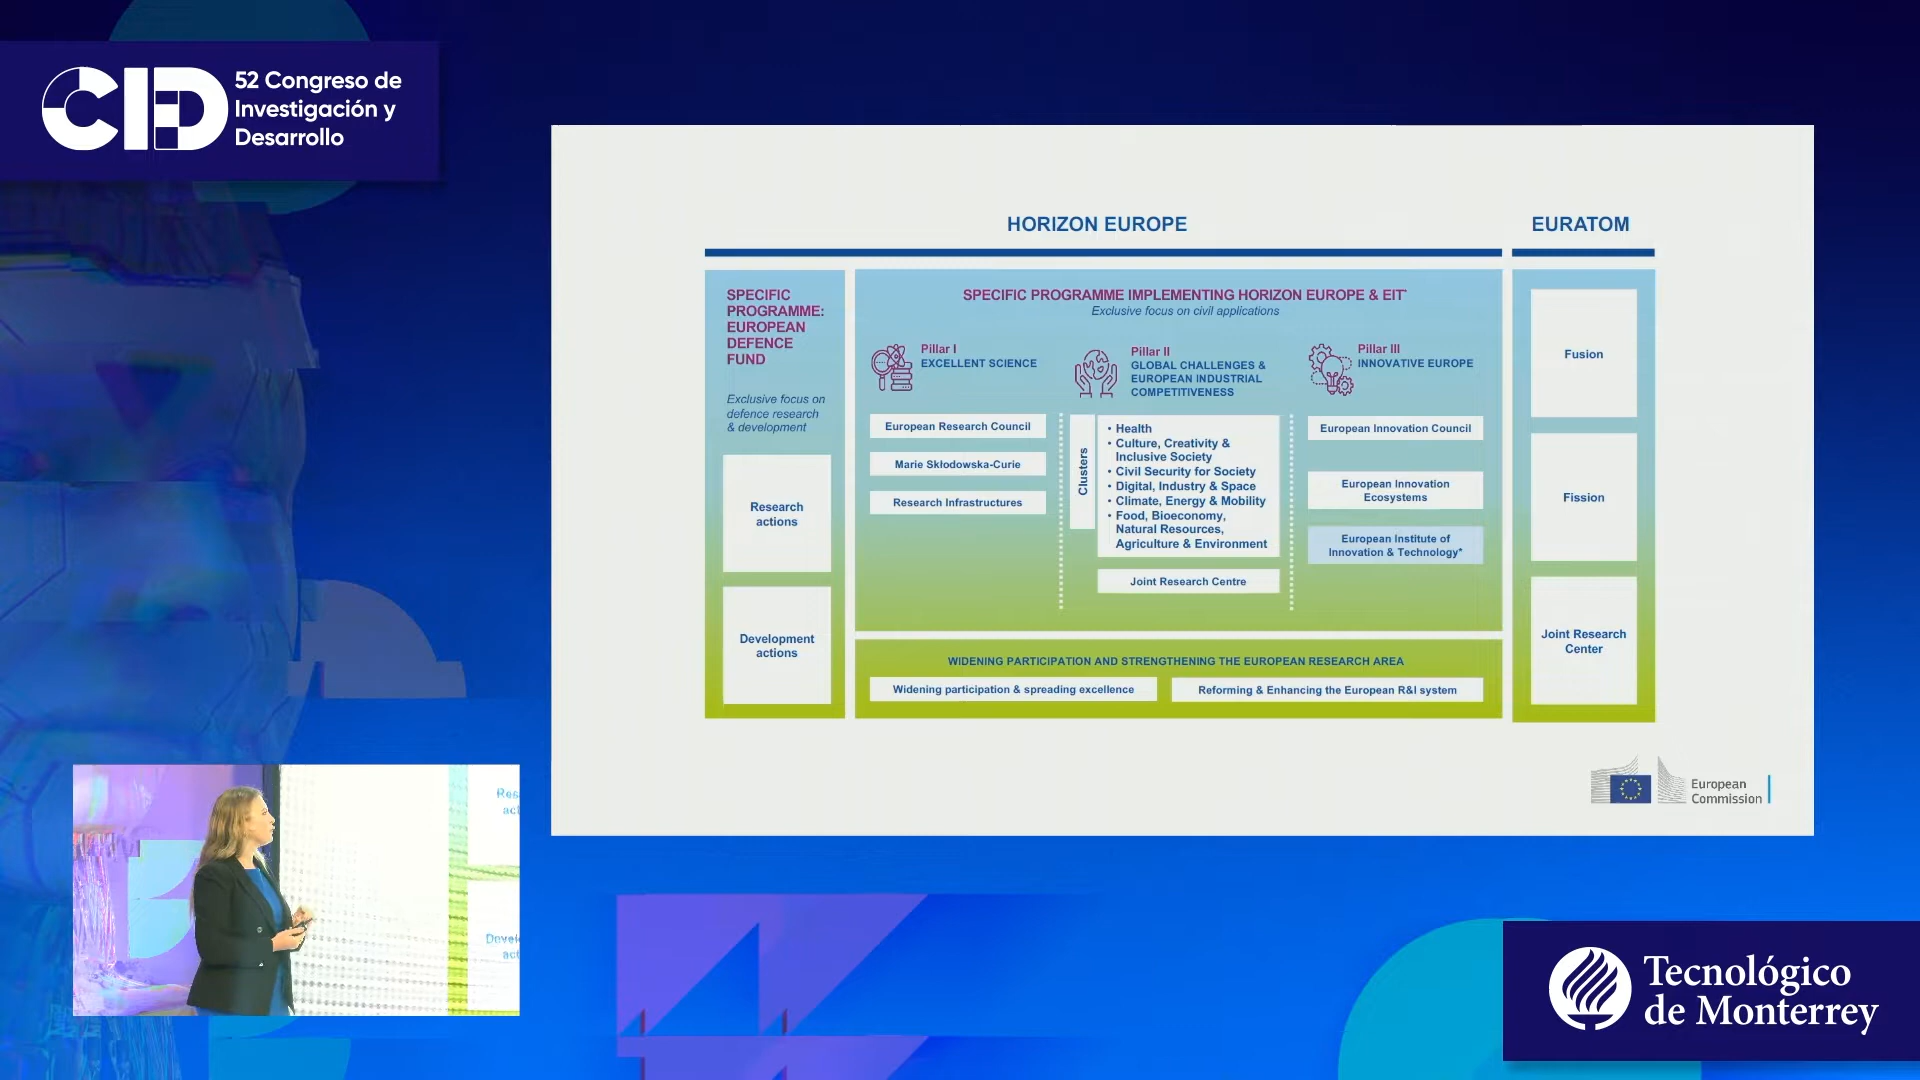 CID
52 Congreso de
Investigación y
Desarrollo
HORIZON EUROPE
EURATOM
SPECIFIC
PROGRAMME:
EUROPEAN
DEFENCE
FUND
Exclusive focus on
defence research
& development
Research
actions
Development
actions
SPECIFIC PROGRAMME IMPLEMENTING HORIZON EUROPE & EIT*
Exclusive focus on civil applications
Pillar I
EXCELLENT SCIENCE
European Research Council
Marie Skłodowska-Curie
Research Infrastructures
Pillar II
GLOBAL CHALLENGES &
EUROPEAN INDUSTRIAL
COMPETITIVENESS
Clusters
• Health
• Culture, Creativity &
Inclusive Society
• Civil Security for Society
• Digital, Industry & Space
• Climate, Energy & Mobility
• Food, Bioeconomy,
Natural Resources,
Agriculture & Environment
Joint Research Centre
Pillar III
INNOVATIVE EUROPE
European Innovation Council
European Innovation
Ecosystems
European Institute of
Innovation & Technology*
WIDENING PARTICIPATION AND STRENGTHENING THE EUROPEAN RESEARCH AREA
Widening participation & spreading excellence
Reforming & Enhancing the European R&I system
Fusion
Fission
Joint Research
Center
European
Commission
Res
act
Devel
act
Tecnológico
de Monterrey